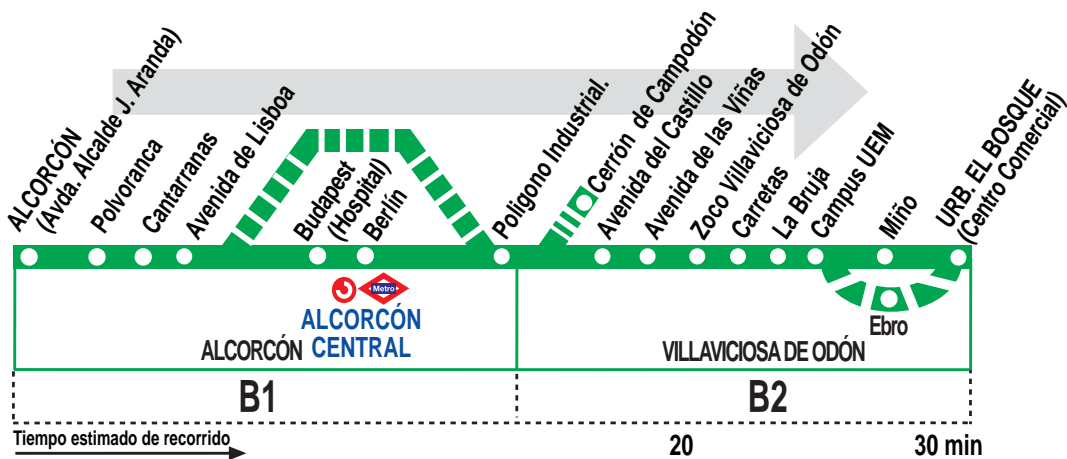 ALCORCÓN
(Avda. Alcalde J. Aranda)
Polvoranca
Cantarranas
Avenida de Lisboa
Budapest
(Hospital)
Berlín
Poligono Industrial.
Cerrón de Campodón
Avenida del Castillo
Avenida de las Viñas
Zoco Villaviciosa de Odón
Carretas
La Bruja
Campus UEM
Miño
URB. EL BOSQUE
(Centro Comercial)
Metro
ALCORCÓN
CENTRAL
Ebro
ALCORCÓN
VILLAVICIOSA DE ODÓN
B1
B2
Tiempo estimado de recorrido
20
30 min